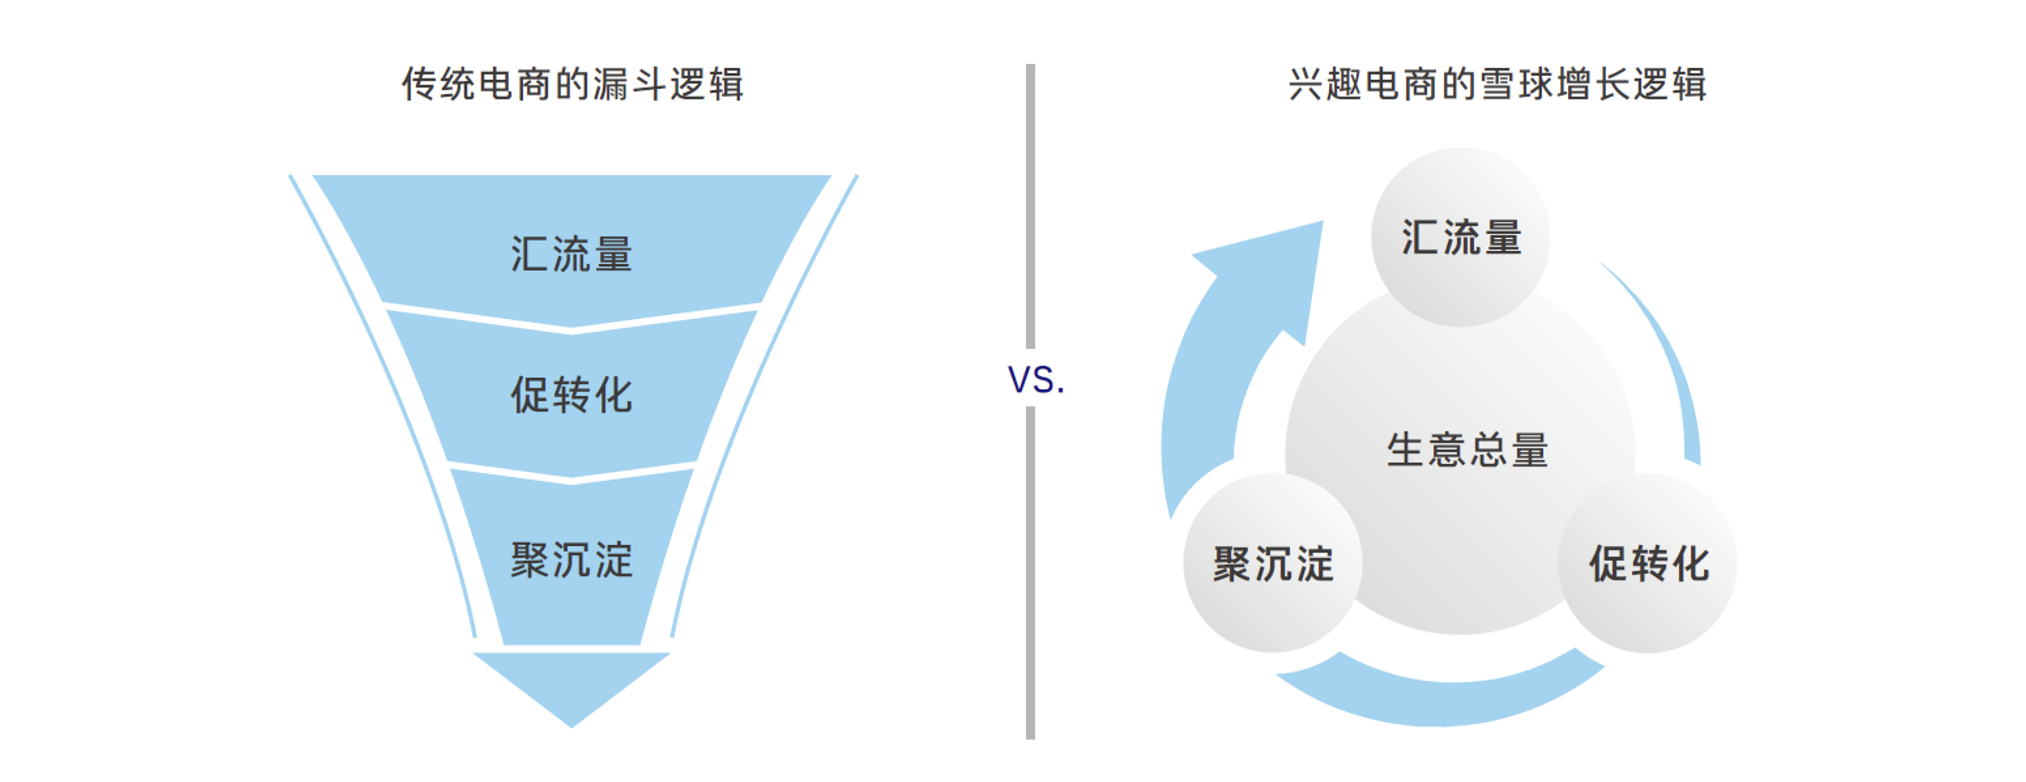 传统电商的漏斗逻辑
汇流量
促转化
聚沉淀
VS.
兴趣电商的雪球增长逻辑
汇流量
生意总量
聚沉淀
促转化